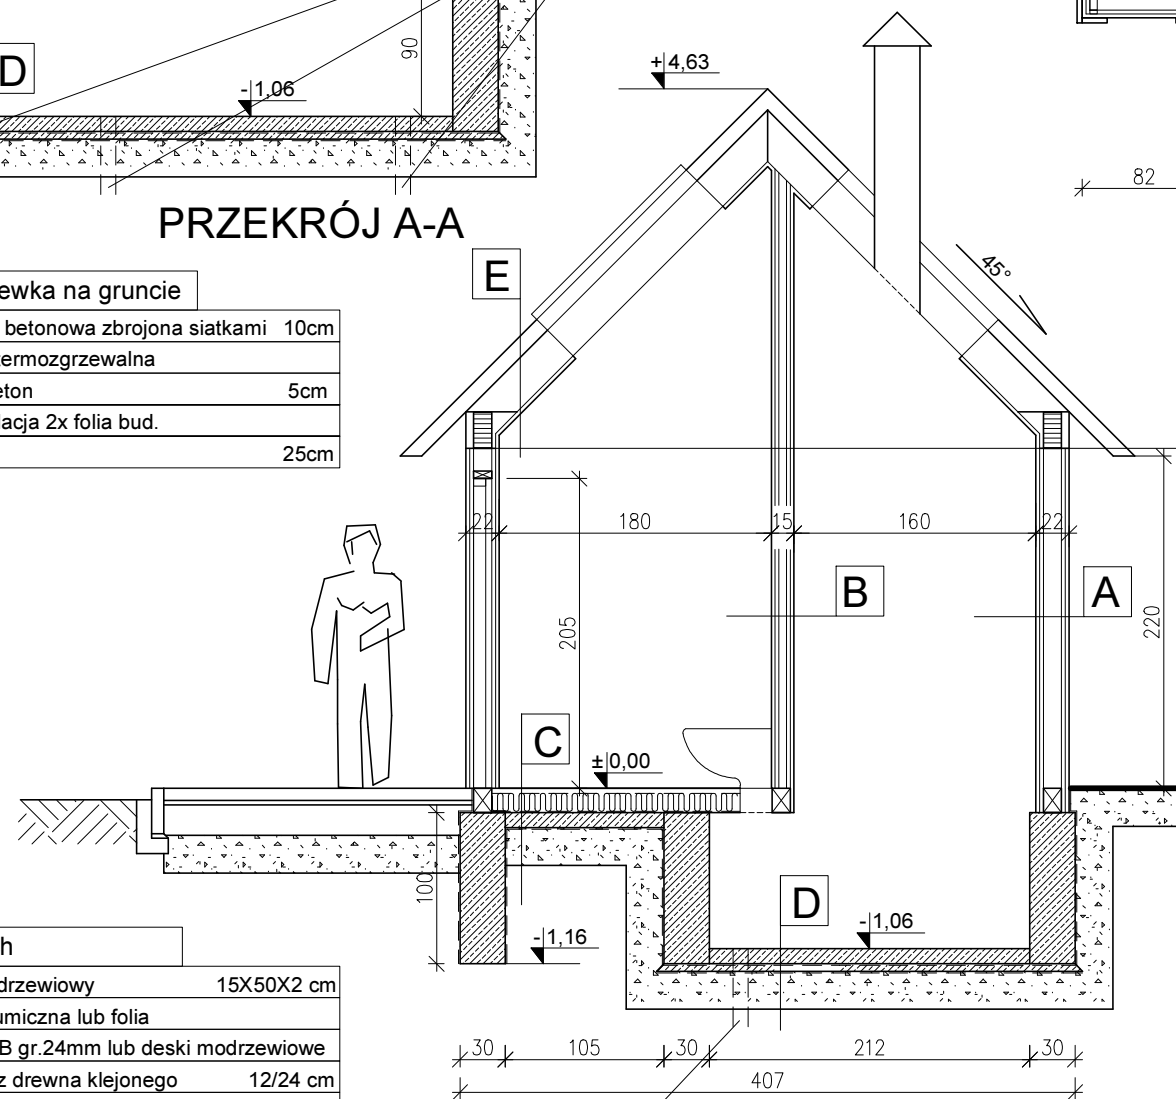 90
D
-1,06
PRZEKRÓJ A-A
+4,63
82
45°
E
ewka na gruncie
betonowa zbrojona siatkami 10cm
termozgrzewalna
eton 5cm
lacja 2x folia bud.
25cm
22
180
15
160
22
205
B
A
220
C
±0,00
100
-1,16
D
-1,06
h
drzewiowy 15X50X2 cm
umiczna lub folia
B gr.24mm lub deski modrzewiowe
z drewna klejonego 12/24 cm
30
105
30
212
30
407